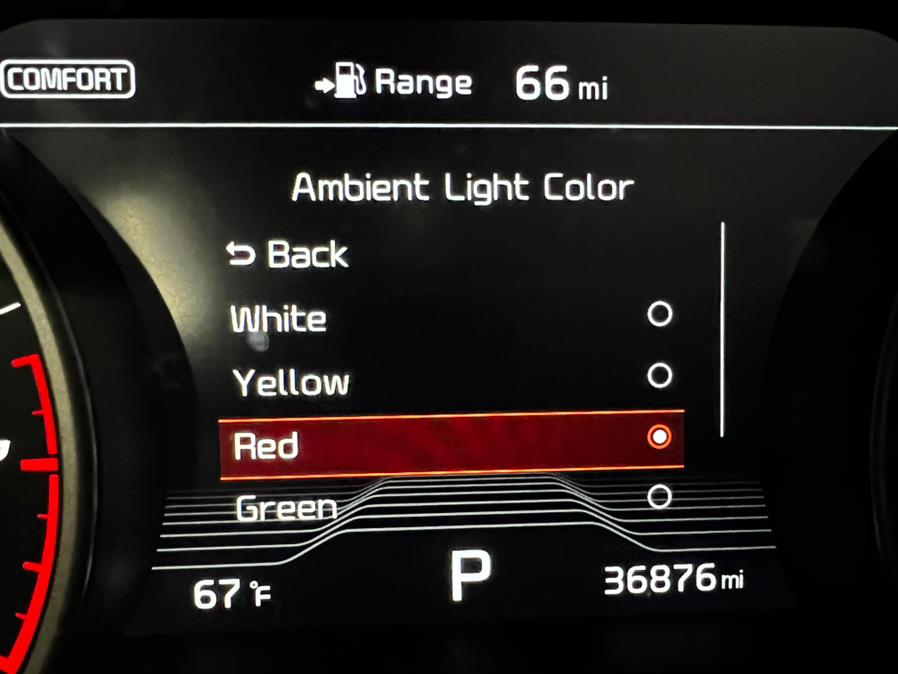 COMFORT Range 66 mi
Ambient Light Color
Back
White
Yellow
Red
Green
P
67 °F 36876 mi